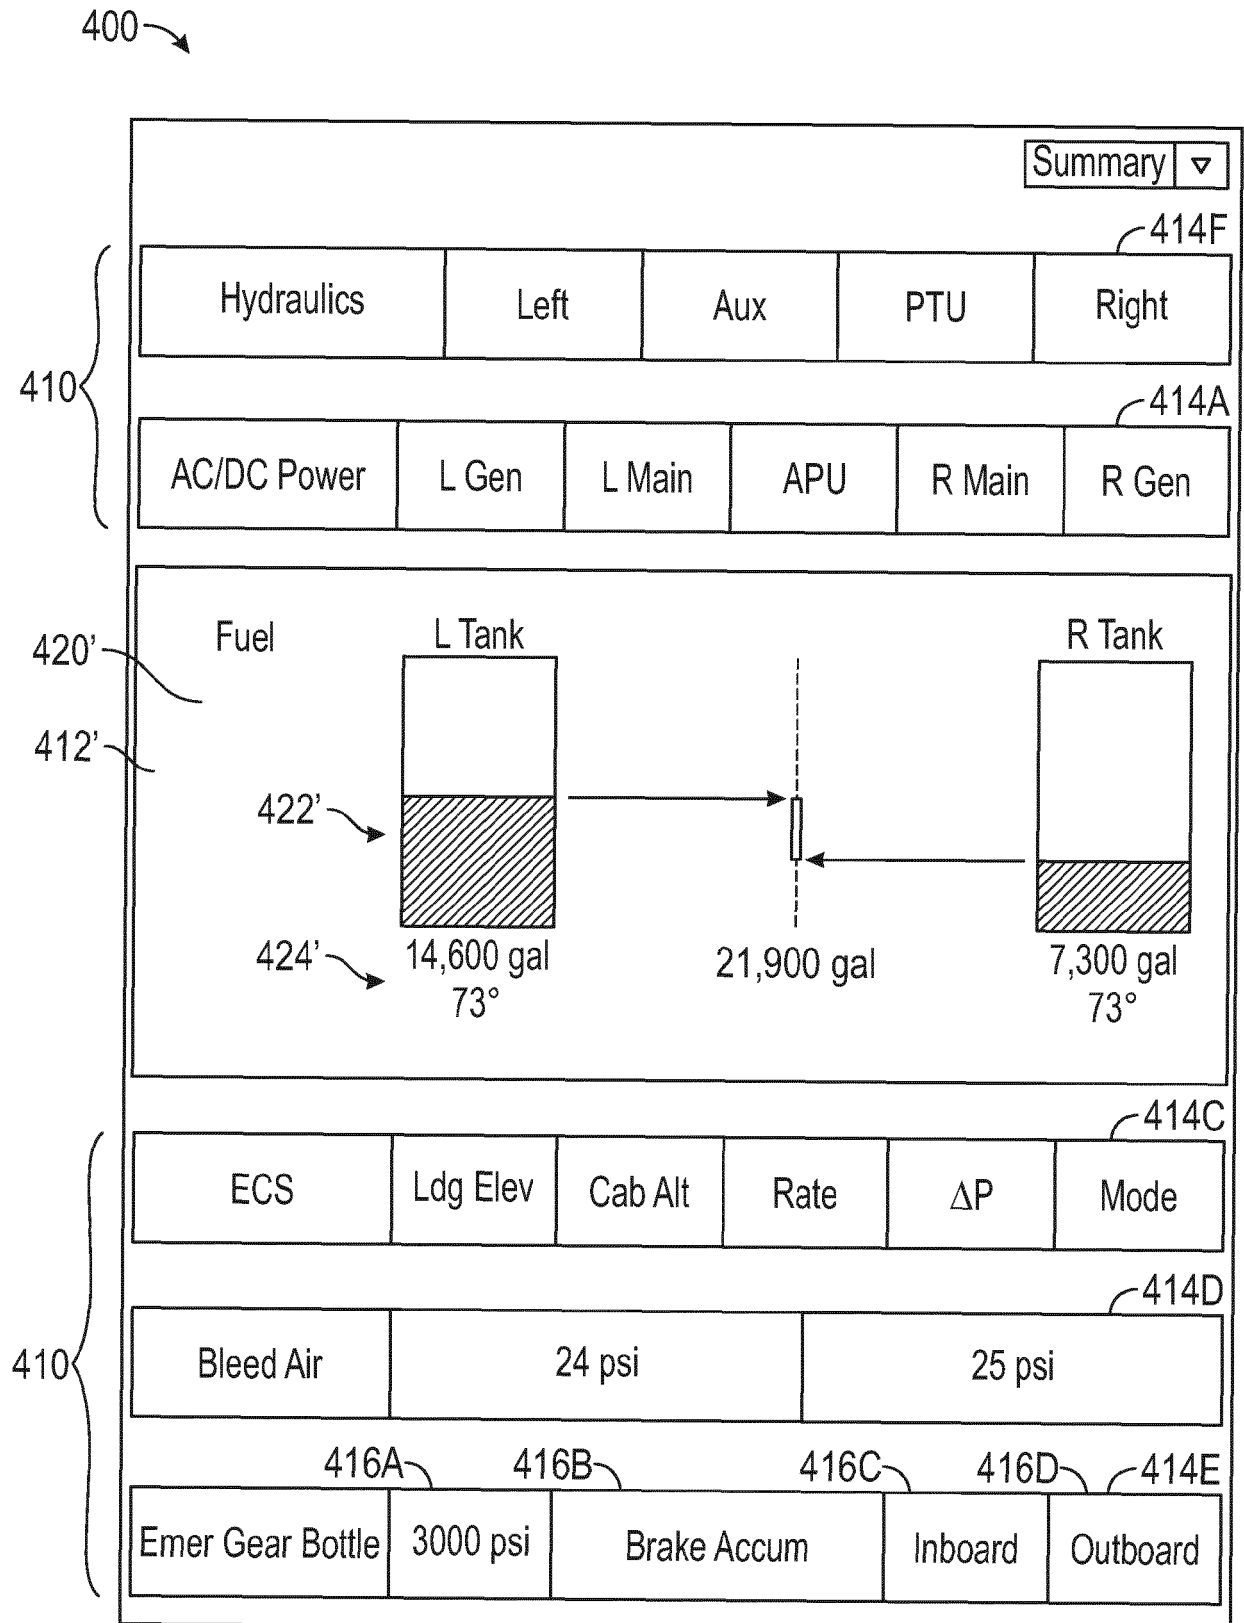 400
Summary ▽
414F
Hydraulics Left Aux PTU Right
410
414A
AC/DC Power L Gen L Main APU R Main R Gen
Fuel L Tank R Tank
420'
412'
422'
424' 14,600 gal 21,900 gal 7,300 gal
73° 73°
414C
ECS Ldg Elev Cab Alt Rate ΔP Mode
414D
410 Bleed Air 24 psi 25 psi
416A 416B 416C 416D 414E
Emer Gear Bottle 3000 psi Brake Accum Inboard Outboard